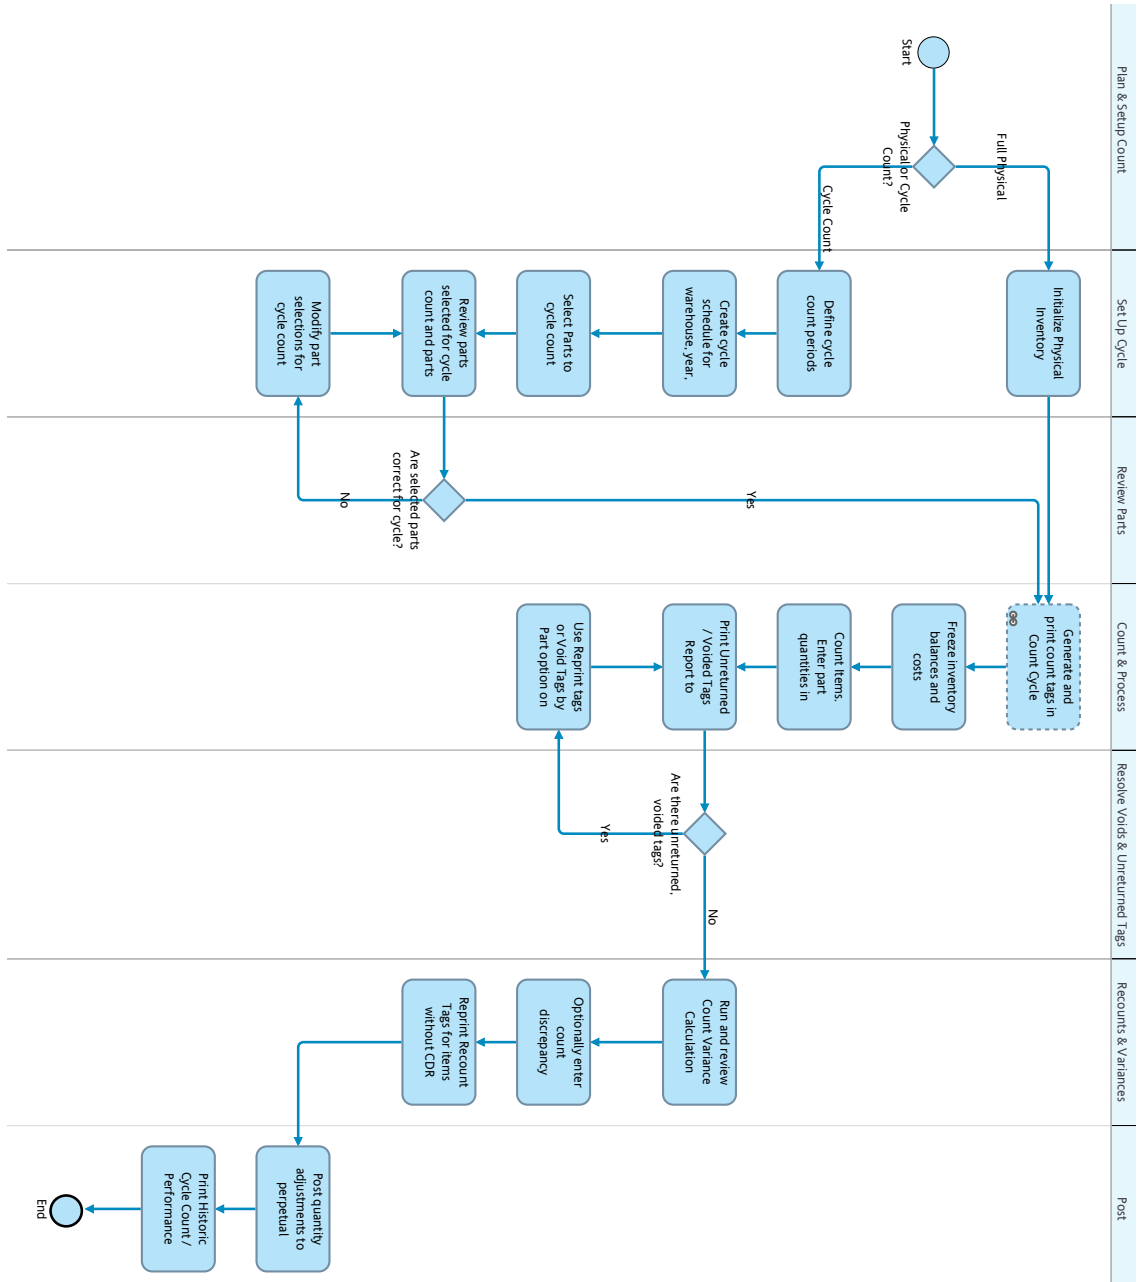 Plan & Setup Count
Start
Physical or Cycle
Count?
Full Physical
Cycle Count
Set Up Cycle
Initialize Physical
Inventory
Define cycle
count periods
Create cycle
schedule for
warehouse, year,
Select Parts to
cycle count
Review parts
selected for cycle
count and parts
Modify part
selections for
cycle count
Review Parts
Are selected parts
correct for cycle?
Yes
No
Count & Process
Generate and
print count tags in
Count Cycle
Freeze inventory
balances and
costs
Count Items.
Enter part
quantities in
Print Unreturned
/ Voided Tags
Report to
Use Reprint tags
or Void Tags by
Part option on
Resolve Voids & Unreturned Tags
Are there unreturned,
voided tags?
Yes
No
Recounts & Variances
Run and review
Count Variance
Calculation
Optionally enter
count
discrepancy
Reprint Recount
Tags for items
without CDR
Post
Post quantity
adjustments to
perpetual
Print Historic
Cycle Count /
Performance
End